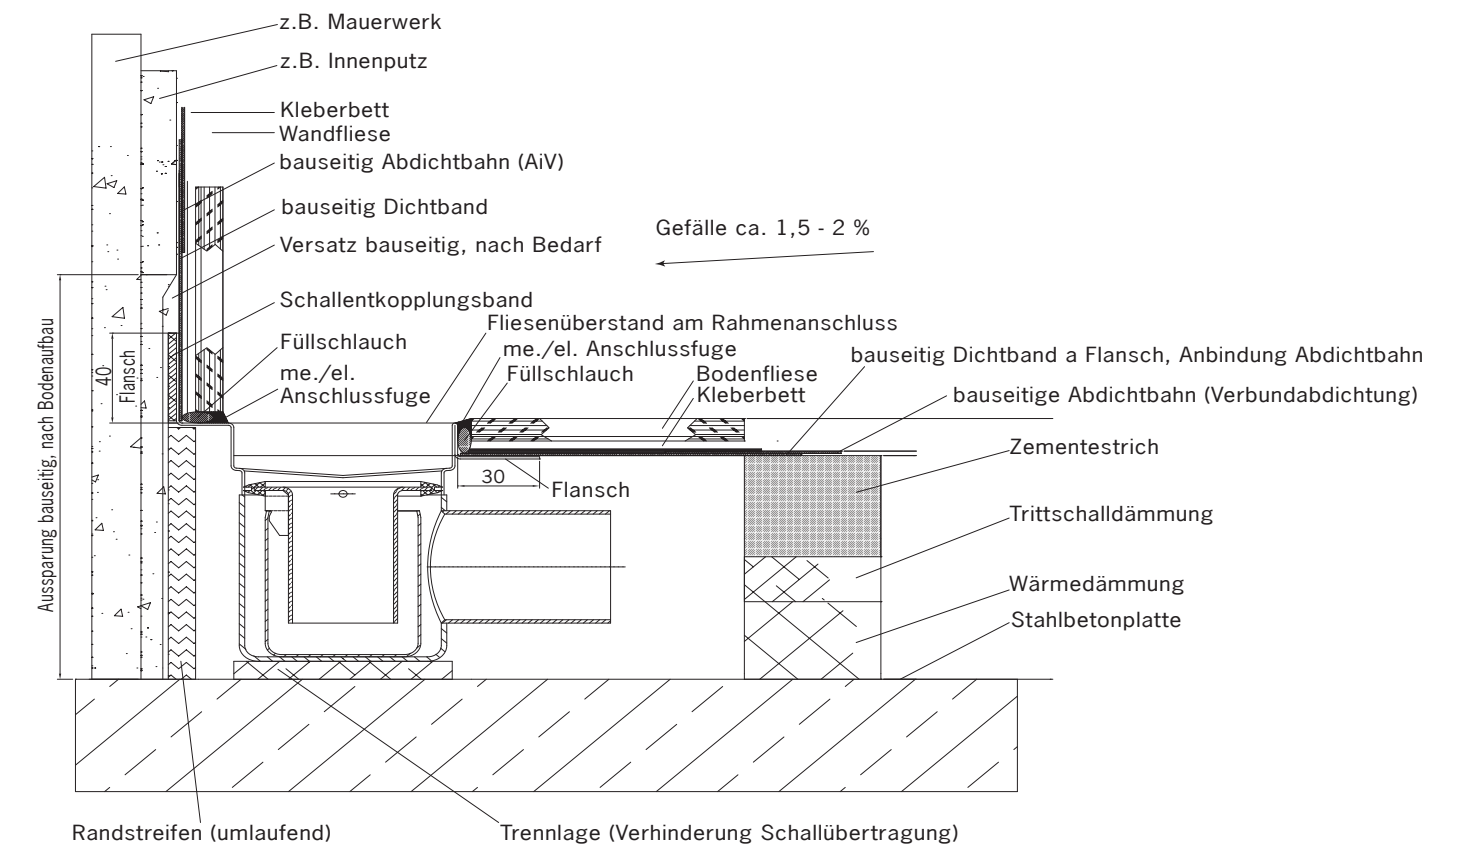 z.B. Mauerwerk
z.B. Innenputz
Kleberbett
Wandfliese
bauseitig Abdichtbahn (AiV)
bauseitig Dichtband
Versatz bauseitig, nach Bedarf
Schallentkopplungsband
Füllschlauch
me./el.
Anschlussfuge
Gefälle ca. 1,5 - 2 %
Fliesenüberstand am Rahmenanschluss
me./el. Anschlussfuge
Füllschlauch
Bodenfliese
Kleberbett
bauseitig Dichtband a Flansch, Anbindung Abdichtbahn
bauseitige Abdichtbahn (Verbundabdichtung)
Zementestrich
30
Flansch
Trittschalldämmung
Wärmedämmung
Stahlbetonplatte
40
Flansch
Aussparung bauseitig, nach Bodenaufbau
Randstreifen (umlaufend)
Trennlage (Verhinderung Schallübertragung)